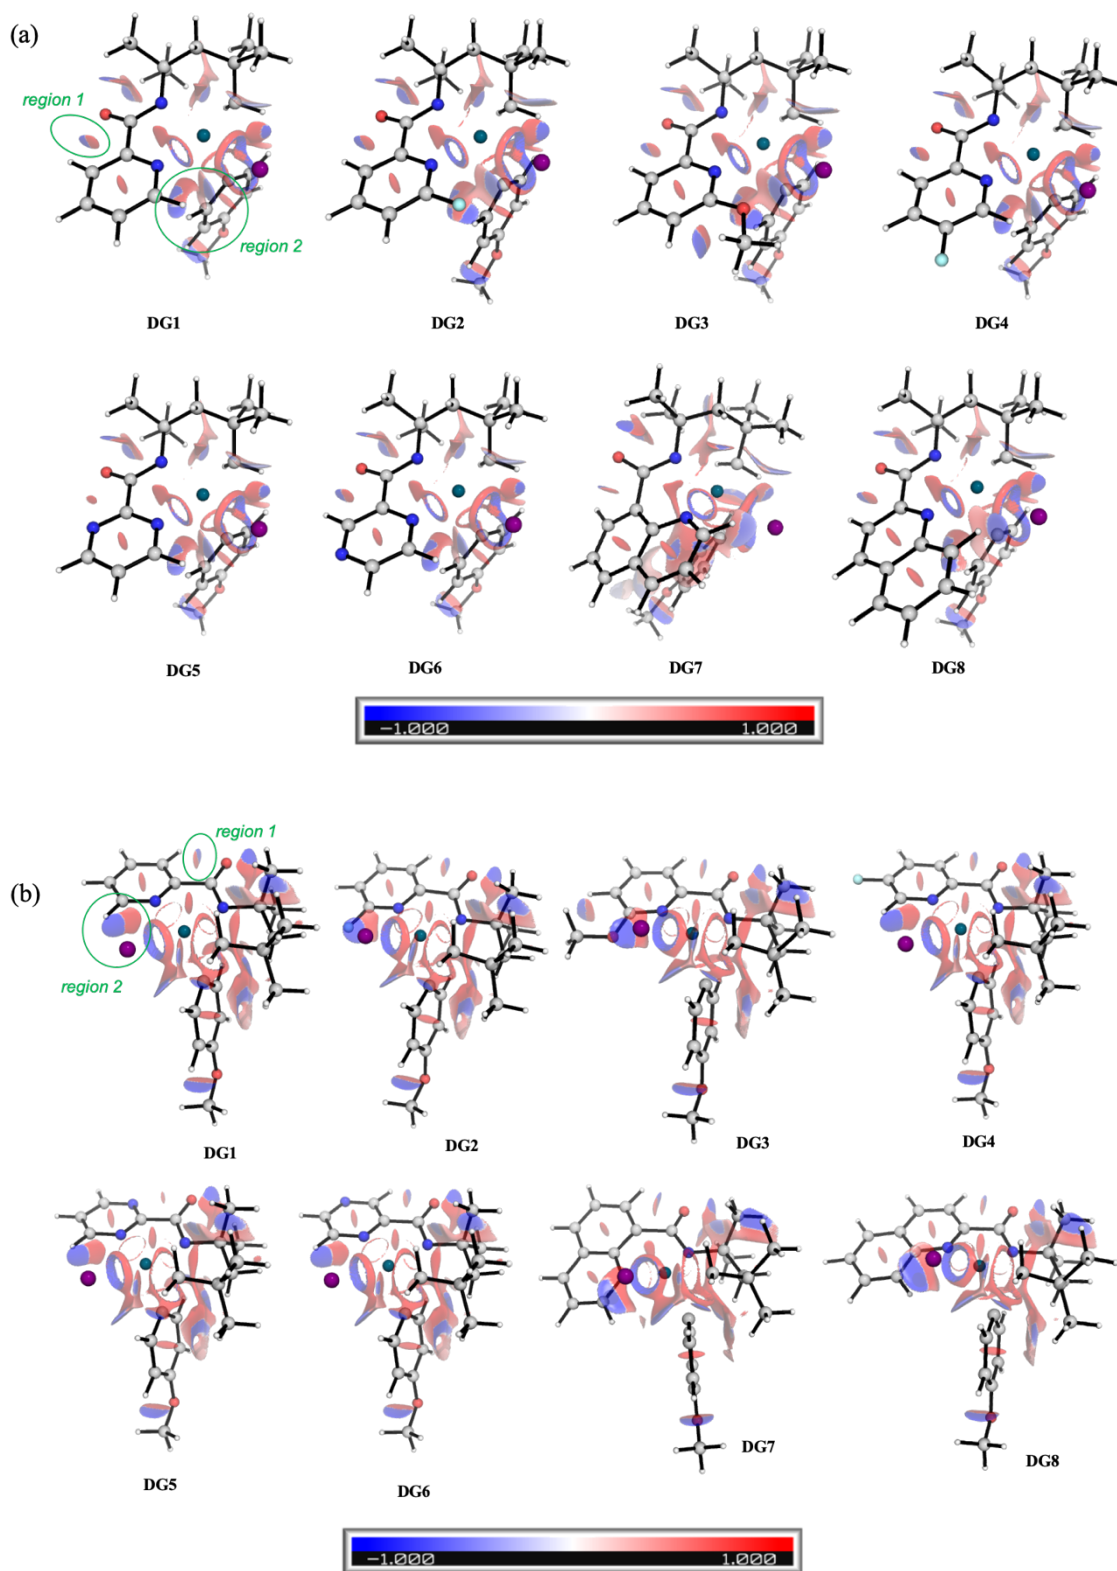 (a)
region 1
region 2
DG1
DG2
DG3
DG4
DG5
DG6
DG7
DG8
-1.000 1.000
(b)
region 1
region 2
DG1
DG2
DG3
DG4
DG5
DG6
DG7
DG8
-1.000 1.000